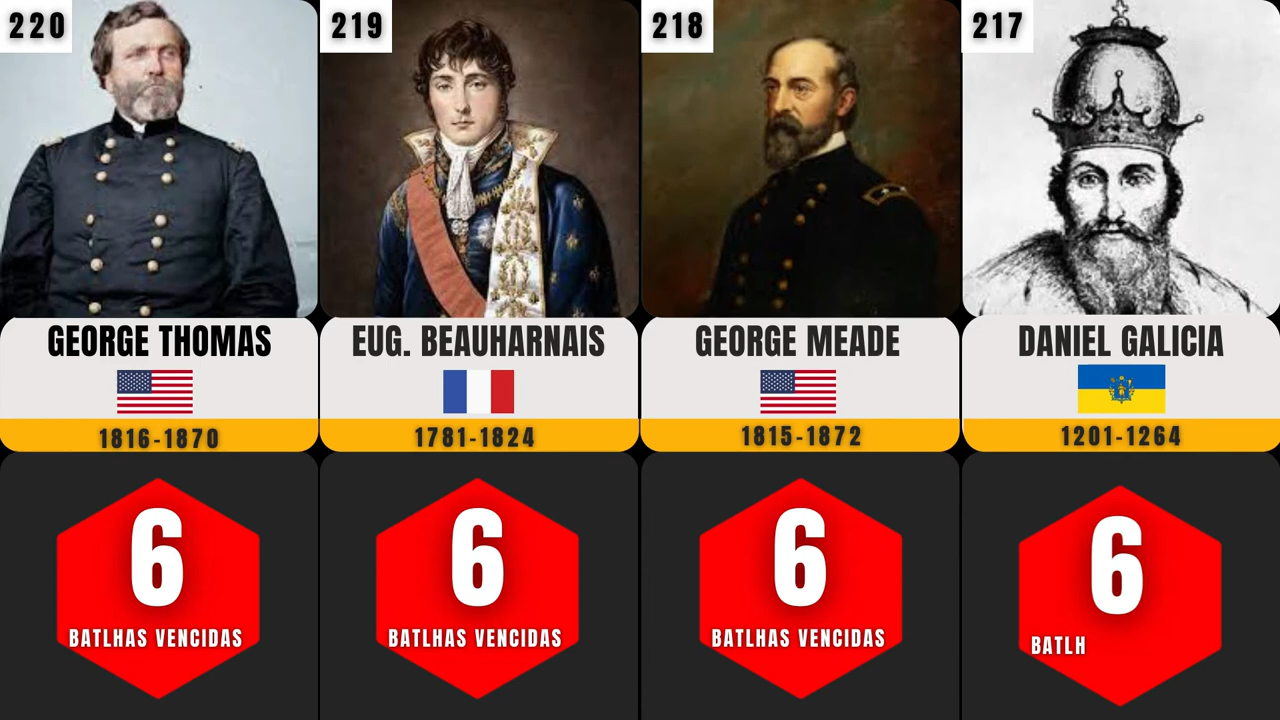 220
GEORGE THOMAS
1816-1870
6
BATLHAS VENCIDAS
219
EUG. BEAUHARNAIS
1781-1824
6
BATLHAS VENCIDAS
218
GEORGE MEADE
1815-1872
6
BATLHAS VENCIDAS
217
DANIEL GALICIA
1201-1264
6
BATLH